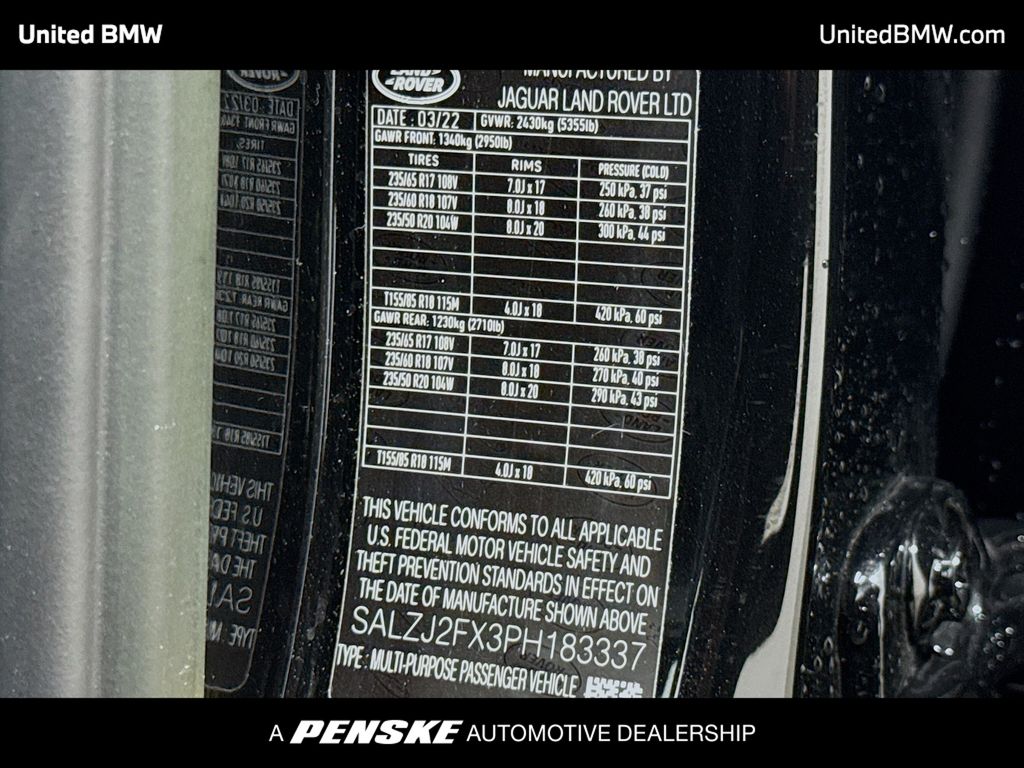 United BMW
UnitedBMW.com
LAND
ROVER
MANUFACTURED BY
JAGUAR LAND ROVER LTD
DATE : 03/22 GVWR: 2430kg (5355lb)
GAWR FRONT: 1340kg (2950lb)
TIRES RIMS PRESSURE (COLD)
235/65 R17 108V 7.0J x 17 250 kPa, 37 psi
235/60 R18 107V 8.0J x 18 260 kPa, 38 psi
235/50 R20 104W 8.0J x 20 300 kPa, 44 psi
T155/85 R18 115M 4.0J x 18 420 kPa, 60 psi
GAWR REAR: 1230kg (2710lb)
235/65 R17 108V 7.0J x 17 260 kPa, 38 psi
235/60 R18 107V 8.0J x 18 270 kPa, 40 psi
235/50 R20 104W 8.0J x 20 290 kPa, 43 psi
T155/85 R18 115M 4.0J x 18 420 kPa, 60 psi
THIS VEHICLE CONFORMS TO ALL APPLICABLE
U.S. FEDERAL MOTOR VEHICLE SAFETY AND
THEFT PREVENTION STANDARDS IN EFFECT ON
THE DATE OF MANUFACTURE SHOWN ABOVE
SALZJ2FX3PH183337
TYPE : MULTI-PURPOSE PASSENGER VEHICLE
A PENSKE AUTOMOTIVE DEALERSHIP